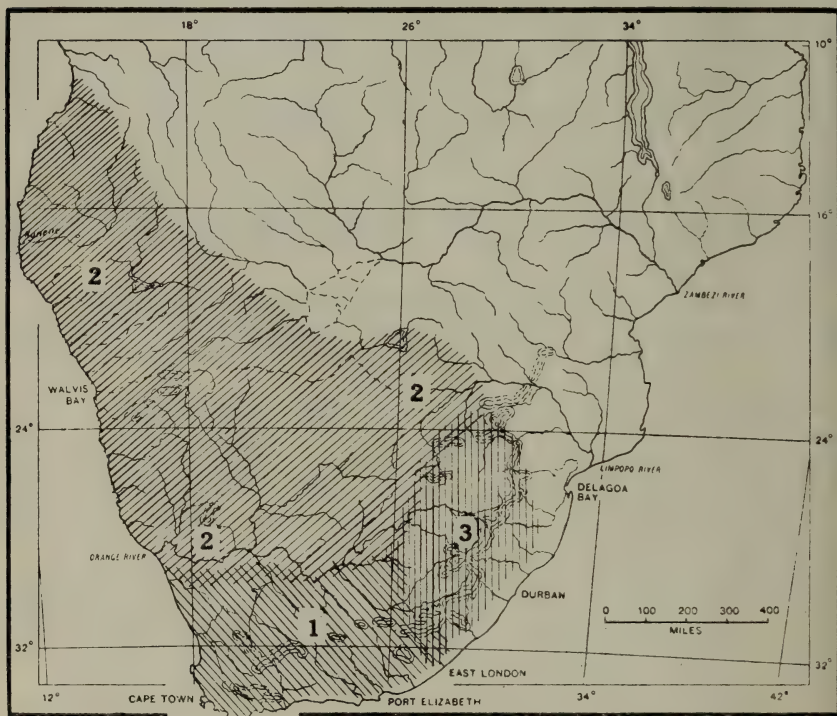 18° 26° 34°
10°
16°
Kunene
2
ZAMBEZI RIVER
2
WALVIS
BAY
24° 24°
LIMPOPO RIVER
DELAGOA
BAY
3
2
ORANGE RIVER
DURBAN
0 100 200 300 400
MILES
1
32° 32°
EAST LONDON
12° CAPE TOWN PORT ELIZABETH 34° 42°